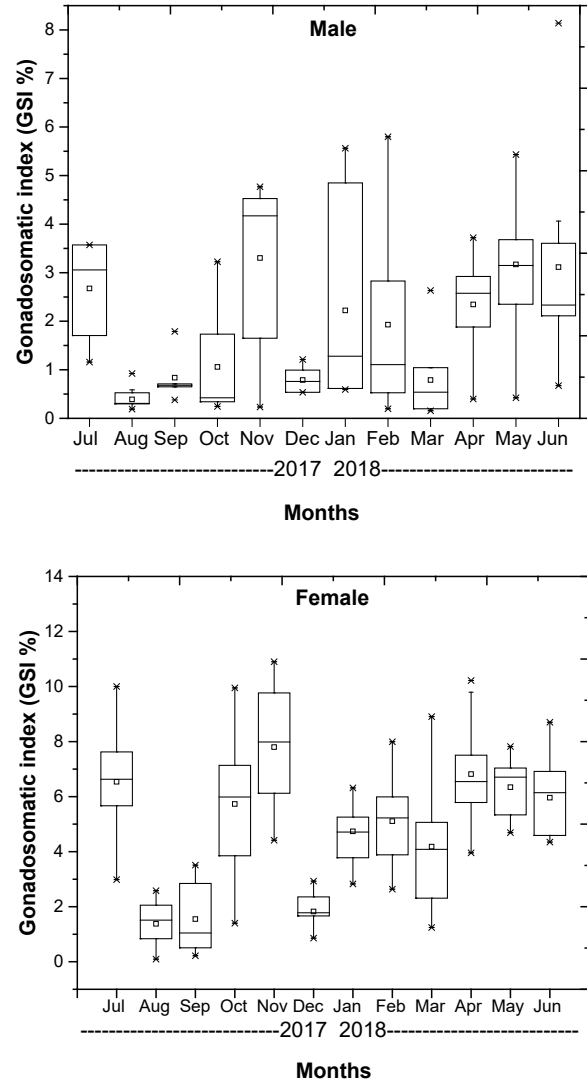 Male
8
7
6
5
4
3
2
1
0
Gonadosomatic index (GSI %)
Jul Aug Sep Oct Nov Dec Jan Feb Mar Apr May Jun
---------------------------2017 2018---------------------------
Months
Female
14
12
10
8
6
4
2
0
Gonadosomatic index (GSI %)
Jul Aug Sep Oct Nov Dec Jan Feb Mar Apr May Jun
---------------------------2017 2018---------------------------
Months